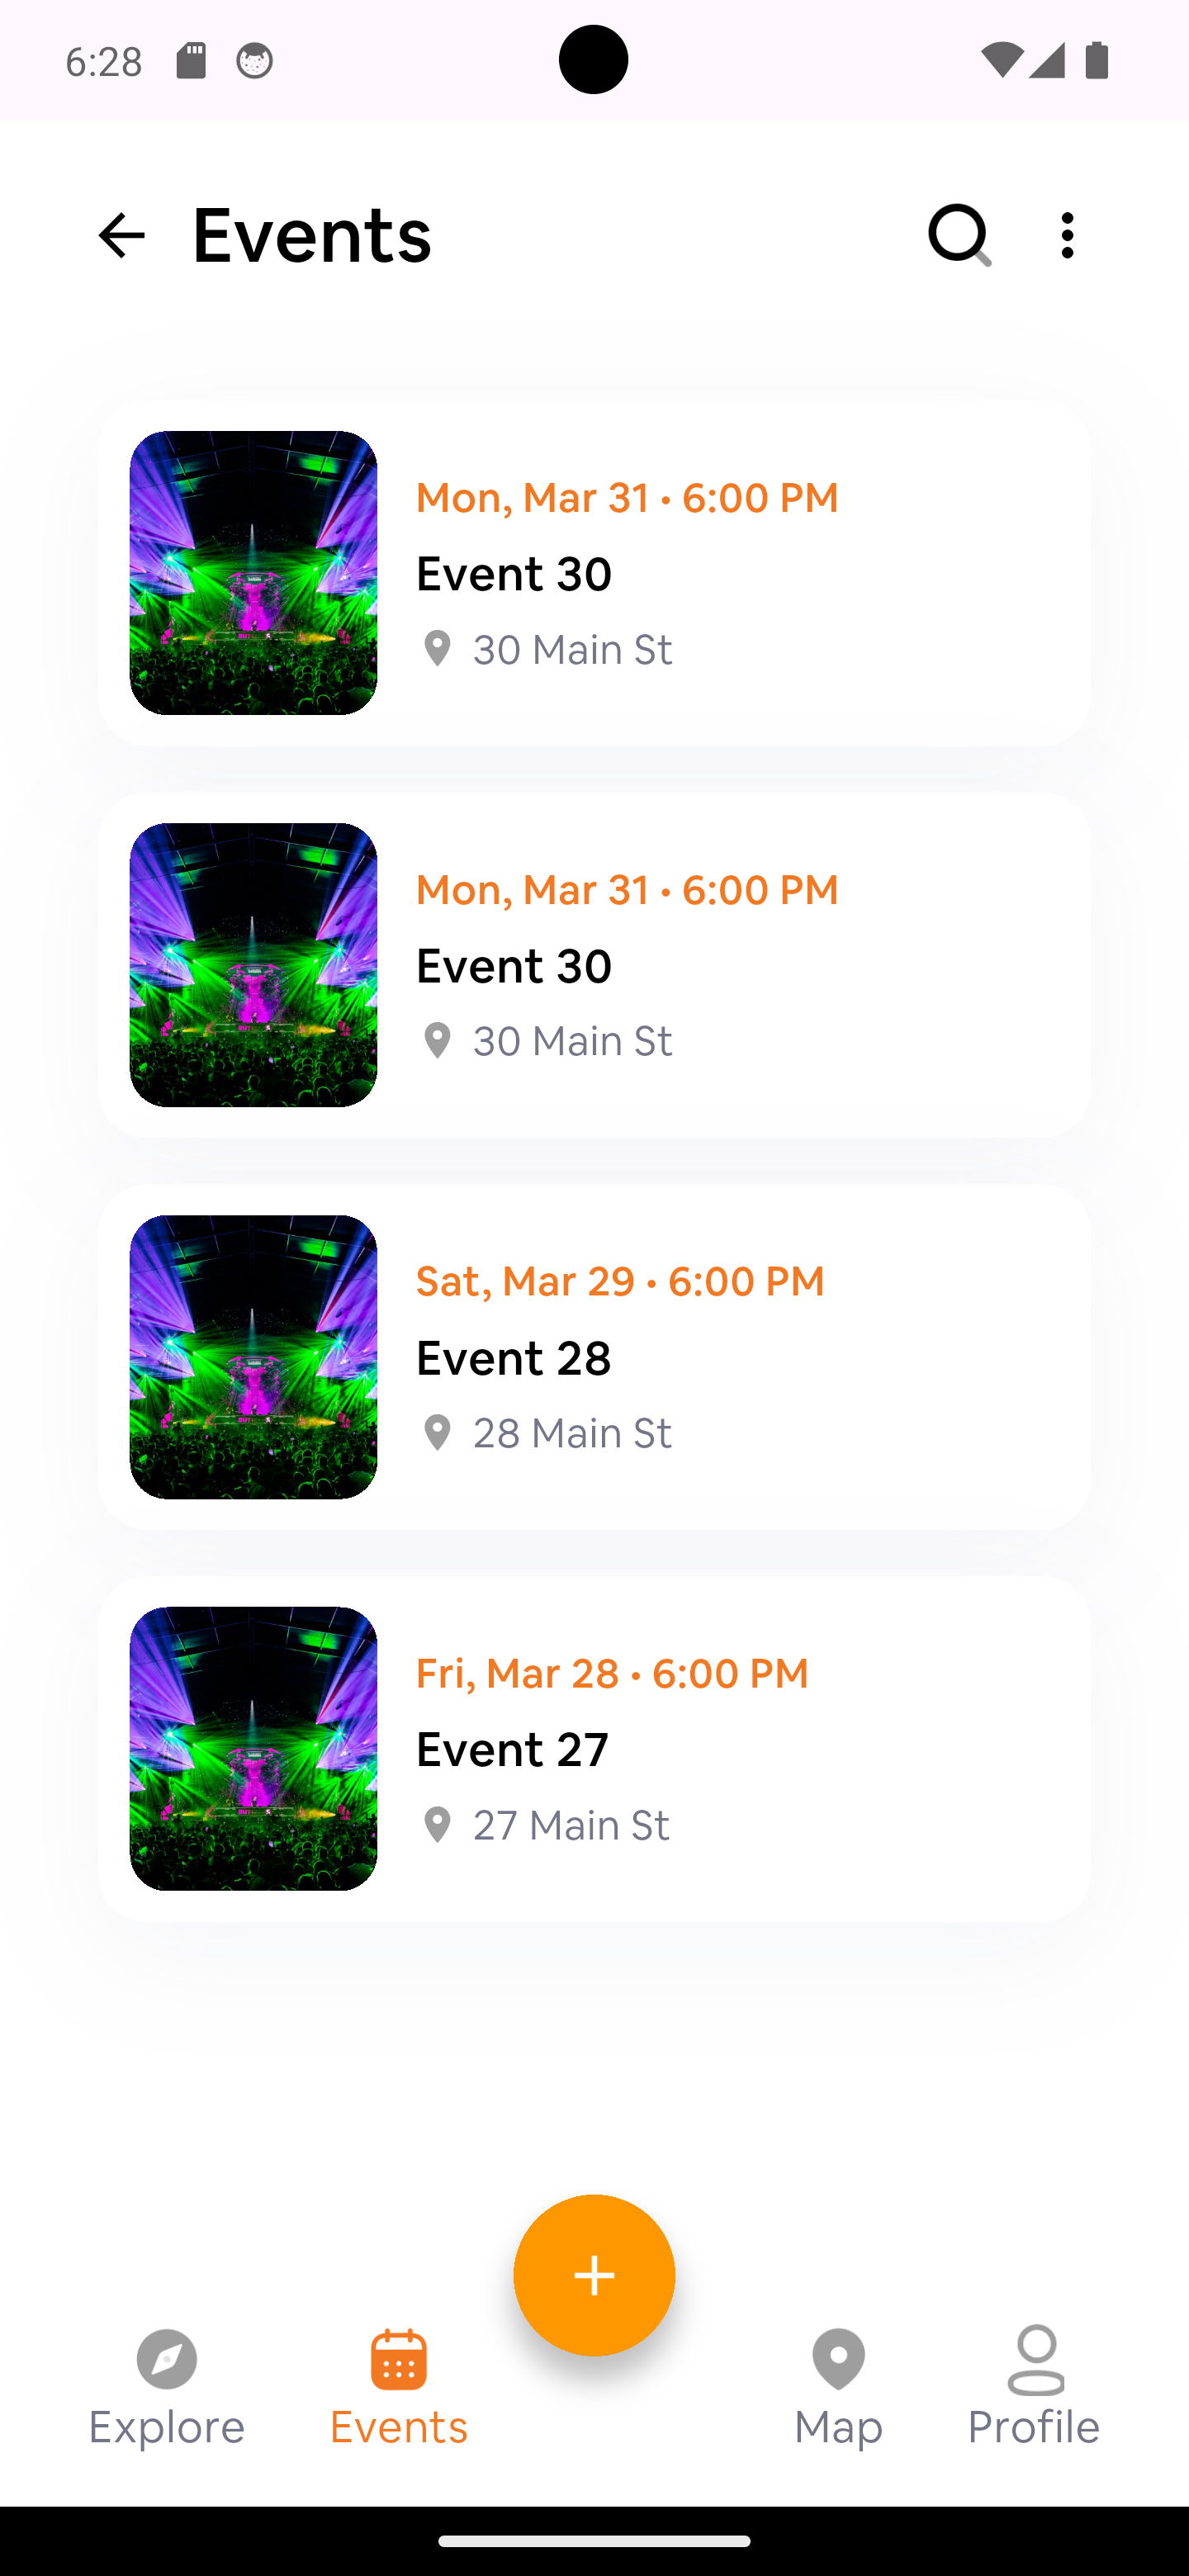 6:28
Events
Mon, Mar 31 • 6:00 PM
Event 30
30 Main St
Mon, Mar 31 • 6:00 PM
Event 30
30 Main St
Sat, Mar 29 • 6:00 PM
Event 28
28 Main St
Fri, Mar 28 • 6:00 PM
Event 27
27 Main St
Explore
Events
Map
Profile